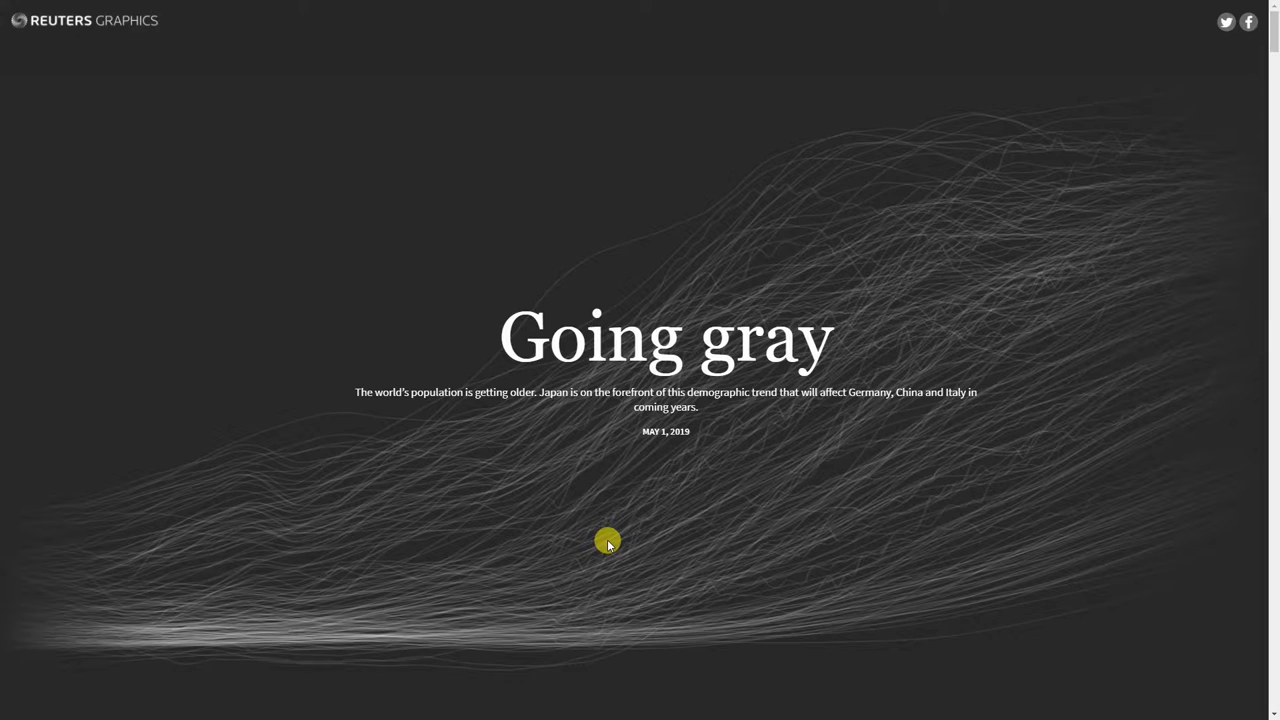 REUTERS GRAPHICS
Going gray
The world’s population is getting older. Japan is on the forefront of this demographic trend that will affect Germany, China and Italy in
coming years.
MAY 1, 2019